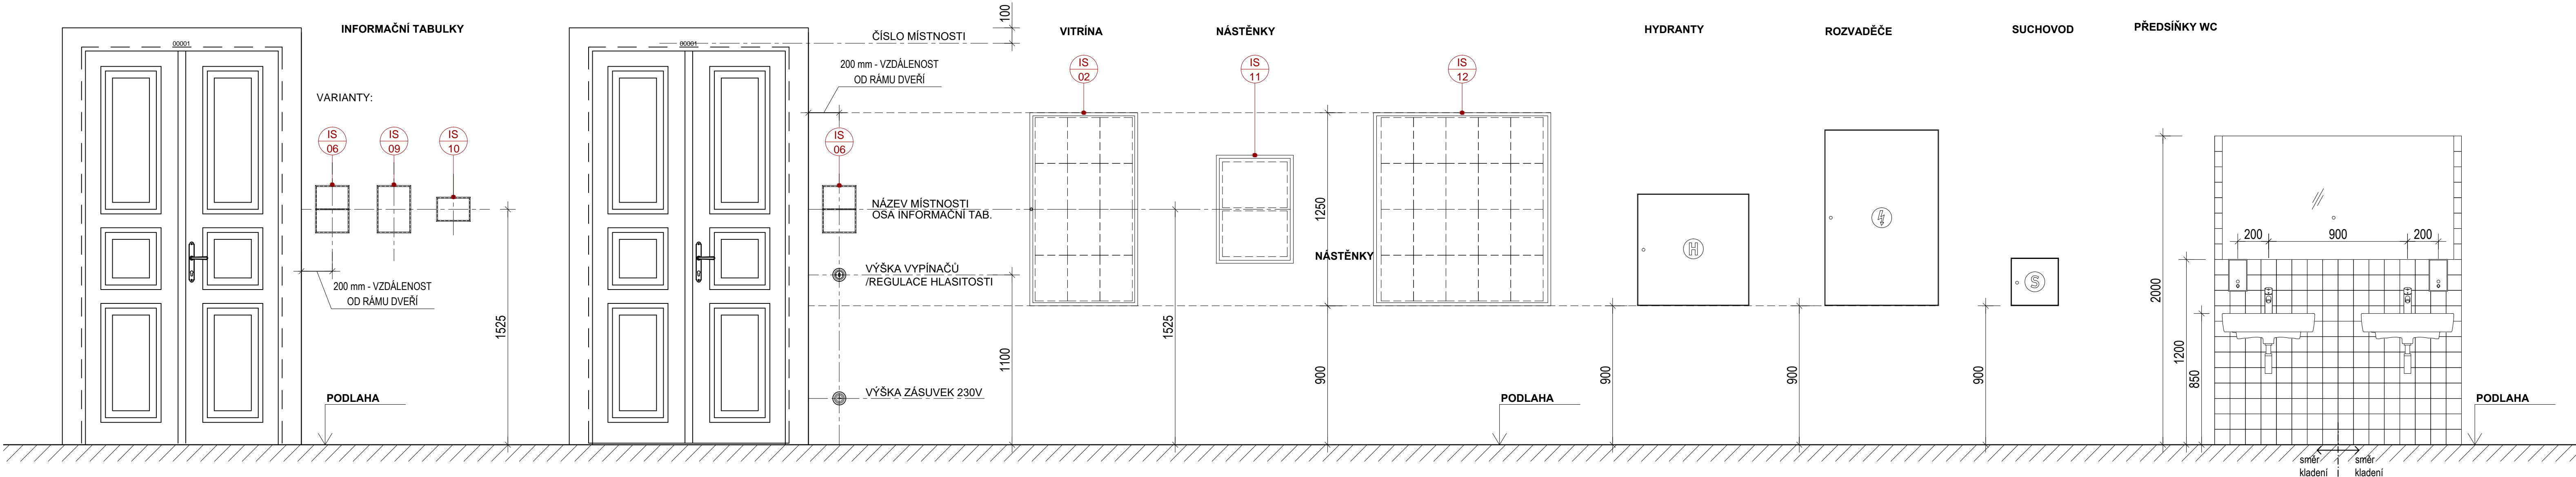 INFORMAČNÍ TABULKY
00001
VARIANTY:
IS
06
IS
09
IS
10
200 mm - VZDÁLENOST
OD RÁMU DVEŘÍ
1525
PODLAHA
00001
ČÍSLO MÍSTNOSTI
100
200 mm - VZDÁLENOST
OD RÁMU DVEŘÍ
IS
06
NÁZEV MÍSTNOSTI
OSA INFORMAČNÍ TAB.
VÝŠKA VYPÍNAČŮ
/REGULACE HLASITOSTI
VÝŠKA ZÁSUVEK 230V
1100
VITRÍNA
IS
02
1525
NÁSTĚNKY
IS
11
1250
NÁSTĚNKY
900
IS
12
PODLAHA
HYDRANTY
H
900
ROZVADĚČE
900
SUCHOVOD
S
900
PŘEDSÍŇKY WC
200
900
200
2000
1200
850
PODLAHA
směr
kladení
směr
kladení